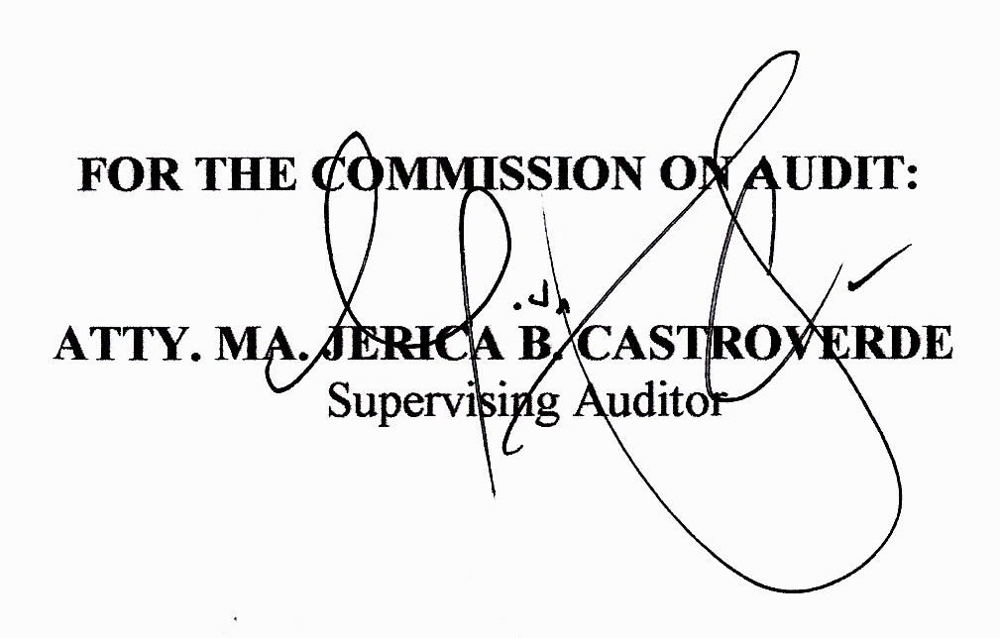 FOR THE COMMISSION ON AUDIT:
ATTY. MA. JERICA B. CASTROVERDE
Supervising Auditor